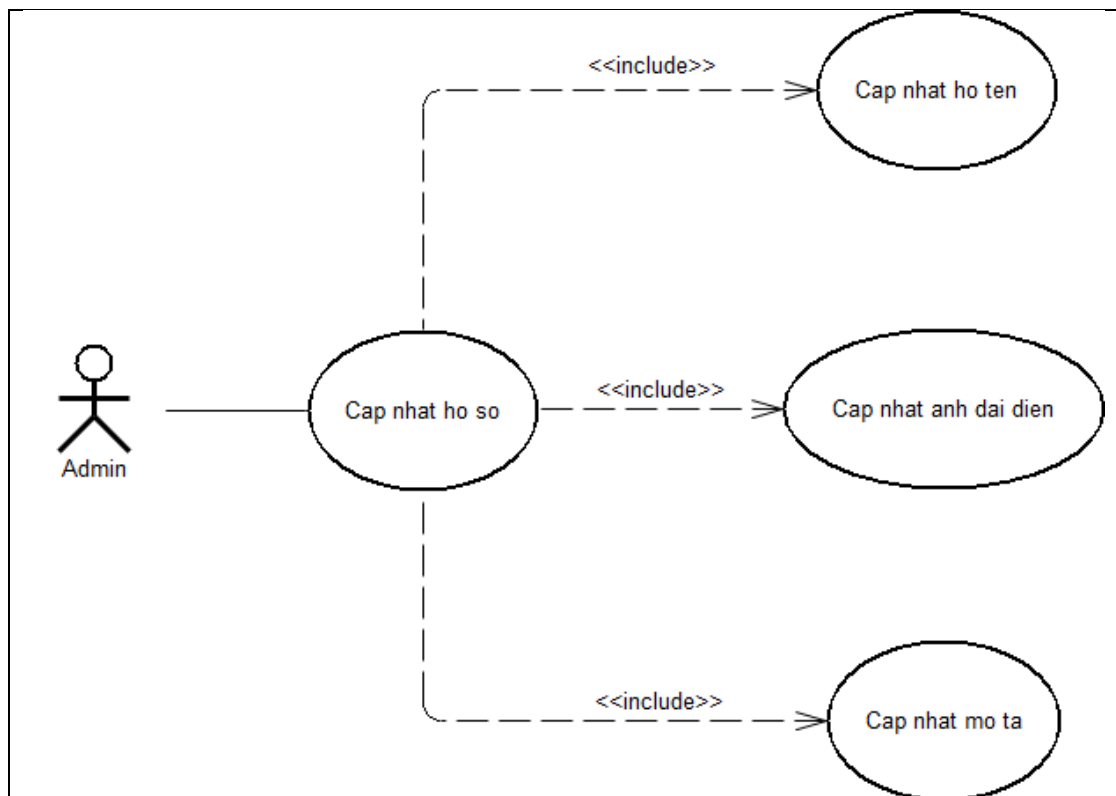 <<include>>
Cap nhat ho ten
Admin
Cap nhat ho so
<<include>>
Cap nhat anh dai dien
<<include>>
Cap nhat mo ta